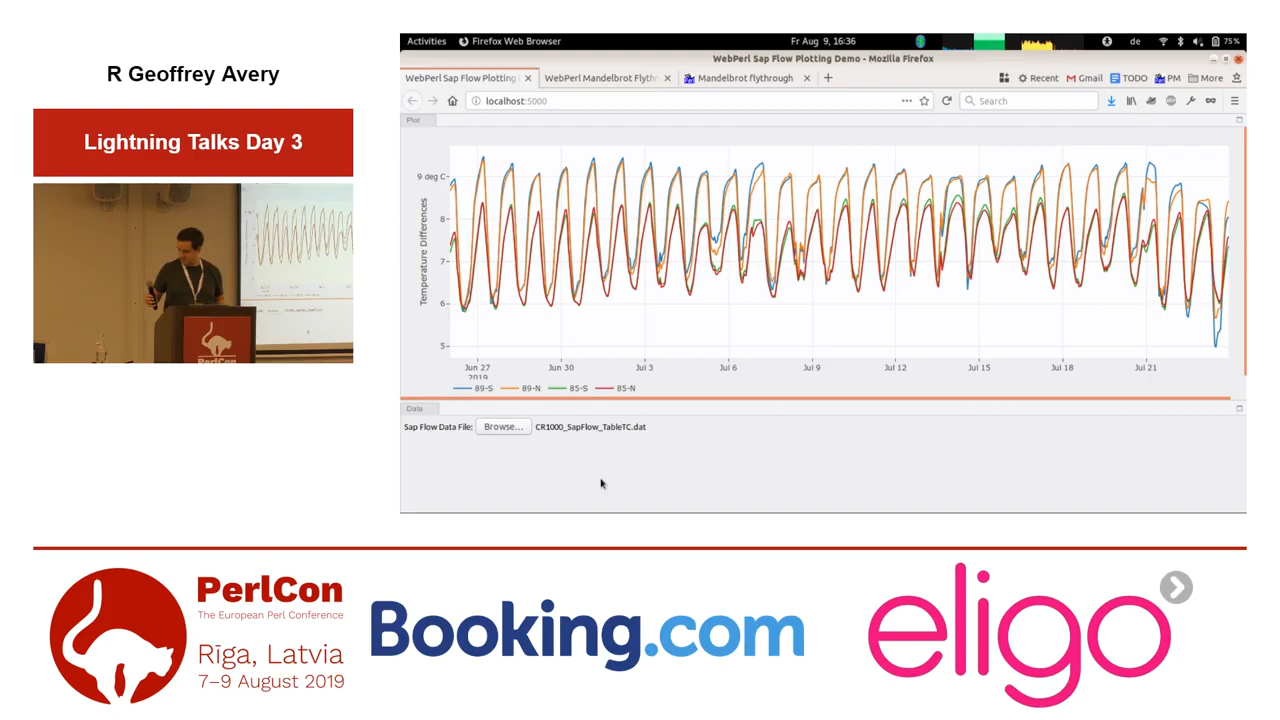 R Geoffrey Avery
Lightning Talks Day 3
PerlCon
Activities Firefox Web Browser Fr Aug 9, 16:36 de 75%
WebPerl Sap Flow Plotting Demo - Mozilla Firefox
WebPerl Sap Flow Plotting WebPerl Mandelbrot Flyth Mandelbrot flythrough Recent Gmail TODO PM More
localhost:5000 Search
Plot
9 deg C
8
7
6
5
Temperature Differences
Jun 27 Jun 30 Jul 3 Jul 6 Jul 9 Jul 12 Jul 15 Jul 18 Jul 21
2019
89-S 89-N 85-S 85-N
Data
Sap Flow Data File: Browse... CR1000_SapFlow_TableTC.dat
PerlCon
The European Perl Conference
Rīga, Latvia
7–9 August 2019
Booking.com
eligo